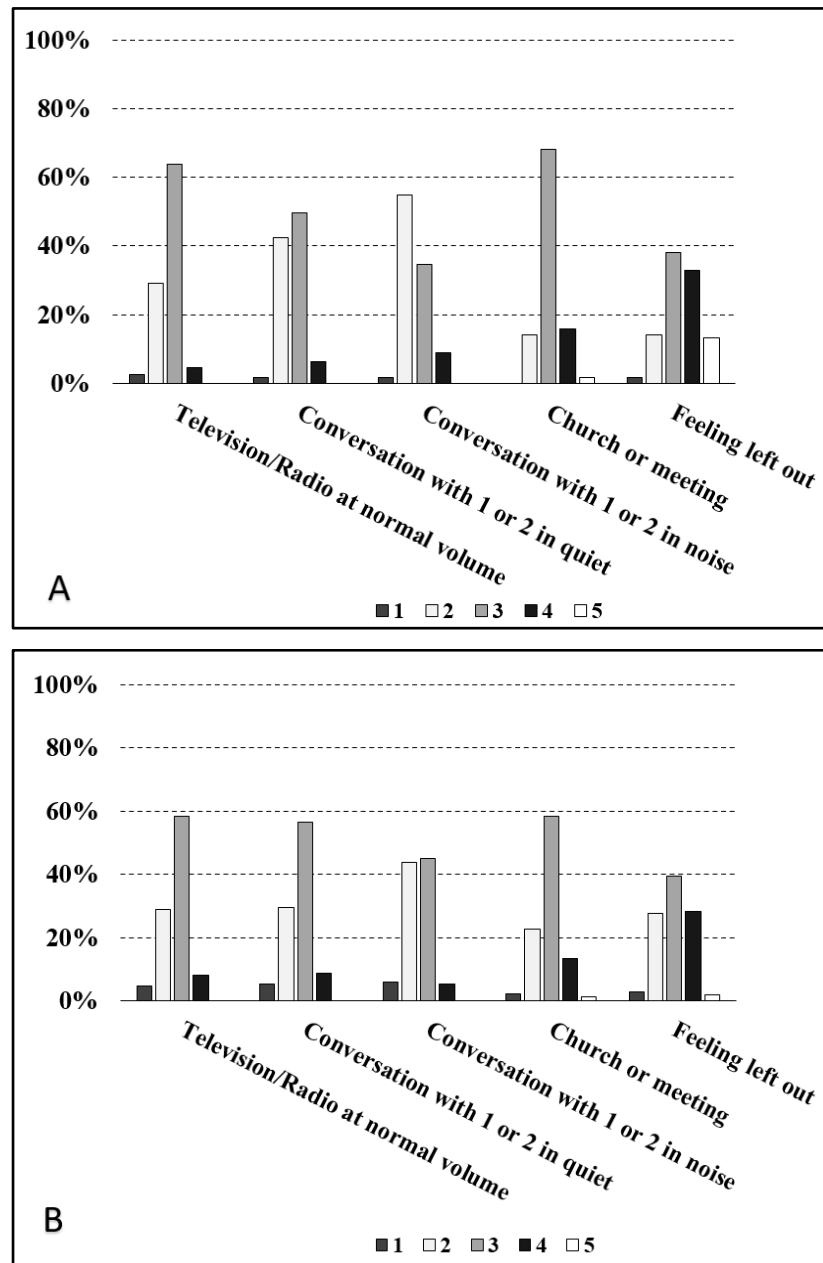 100%
80%
60%
40%
20%
0%
Television/Radio at normal volume
Conversation with 1 or 2 in quiet
Conversation with 1 or 2 in noise
Church or meeting
Feeling left out
A
1 2 3 4 5
100%
80%
60%
40%
20%
0%
Television/Radio at normal volume
Conversation with 1 or 2 in quiet
Conversation with 1 or 2 in noise
Church or meeting
Feeling left out
B
1 2 3 4 5